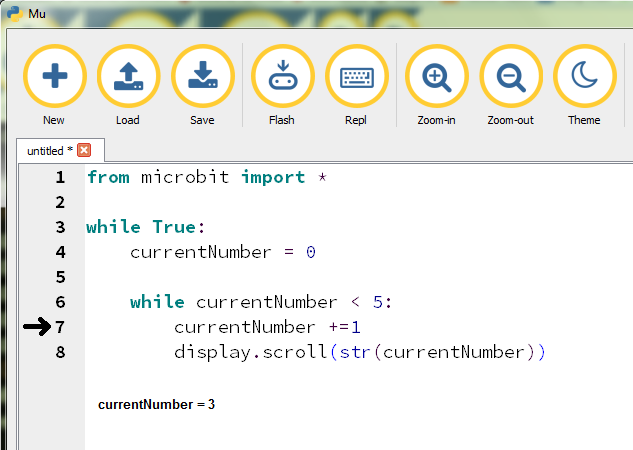 Mu
New Load Save Flash Repl Zoom-in Zoom-out Theme
untitled *
1 from microbit import *
2
3 while True:
4 currentNumber = 0
5
6 while currentNumber < 5:
7 currentNumber +=1
8 display.scroll(str(currentNumber))
currentNumber = 3